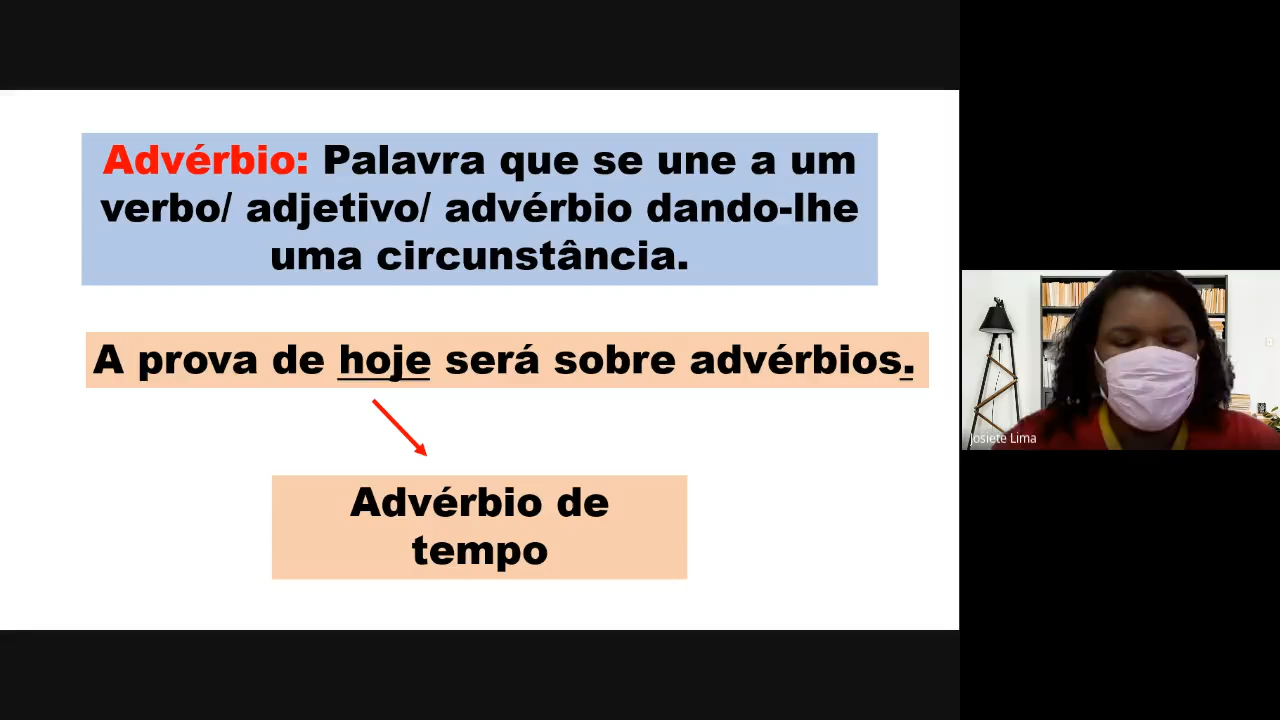 Advérbio: Palavra que se une a um
verbo/ adjetivo/ advérbio dando-lhe
uma circunstância.
A prova de hoje será sobre advérbios.
Advérbio de
tempo
Josiete Lima